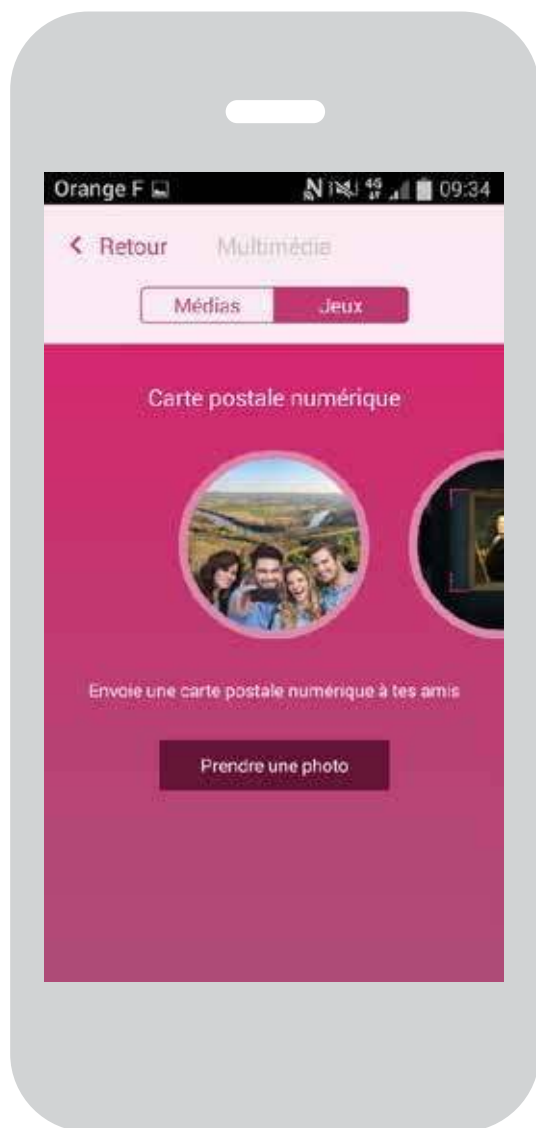 Orange F 4G 09:34
< Retour Multimédia
Médias Jeux
Carte postale numérique
Envoie une carte postale numérique à tes amis
Prendre une photo